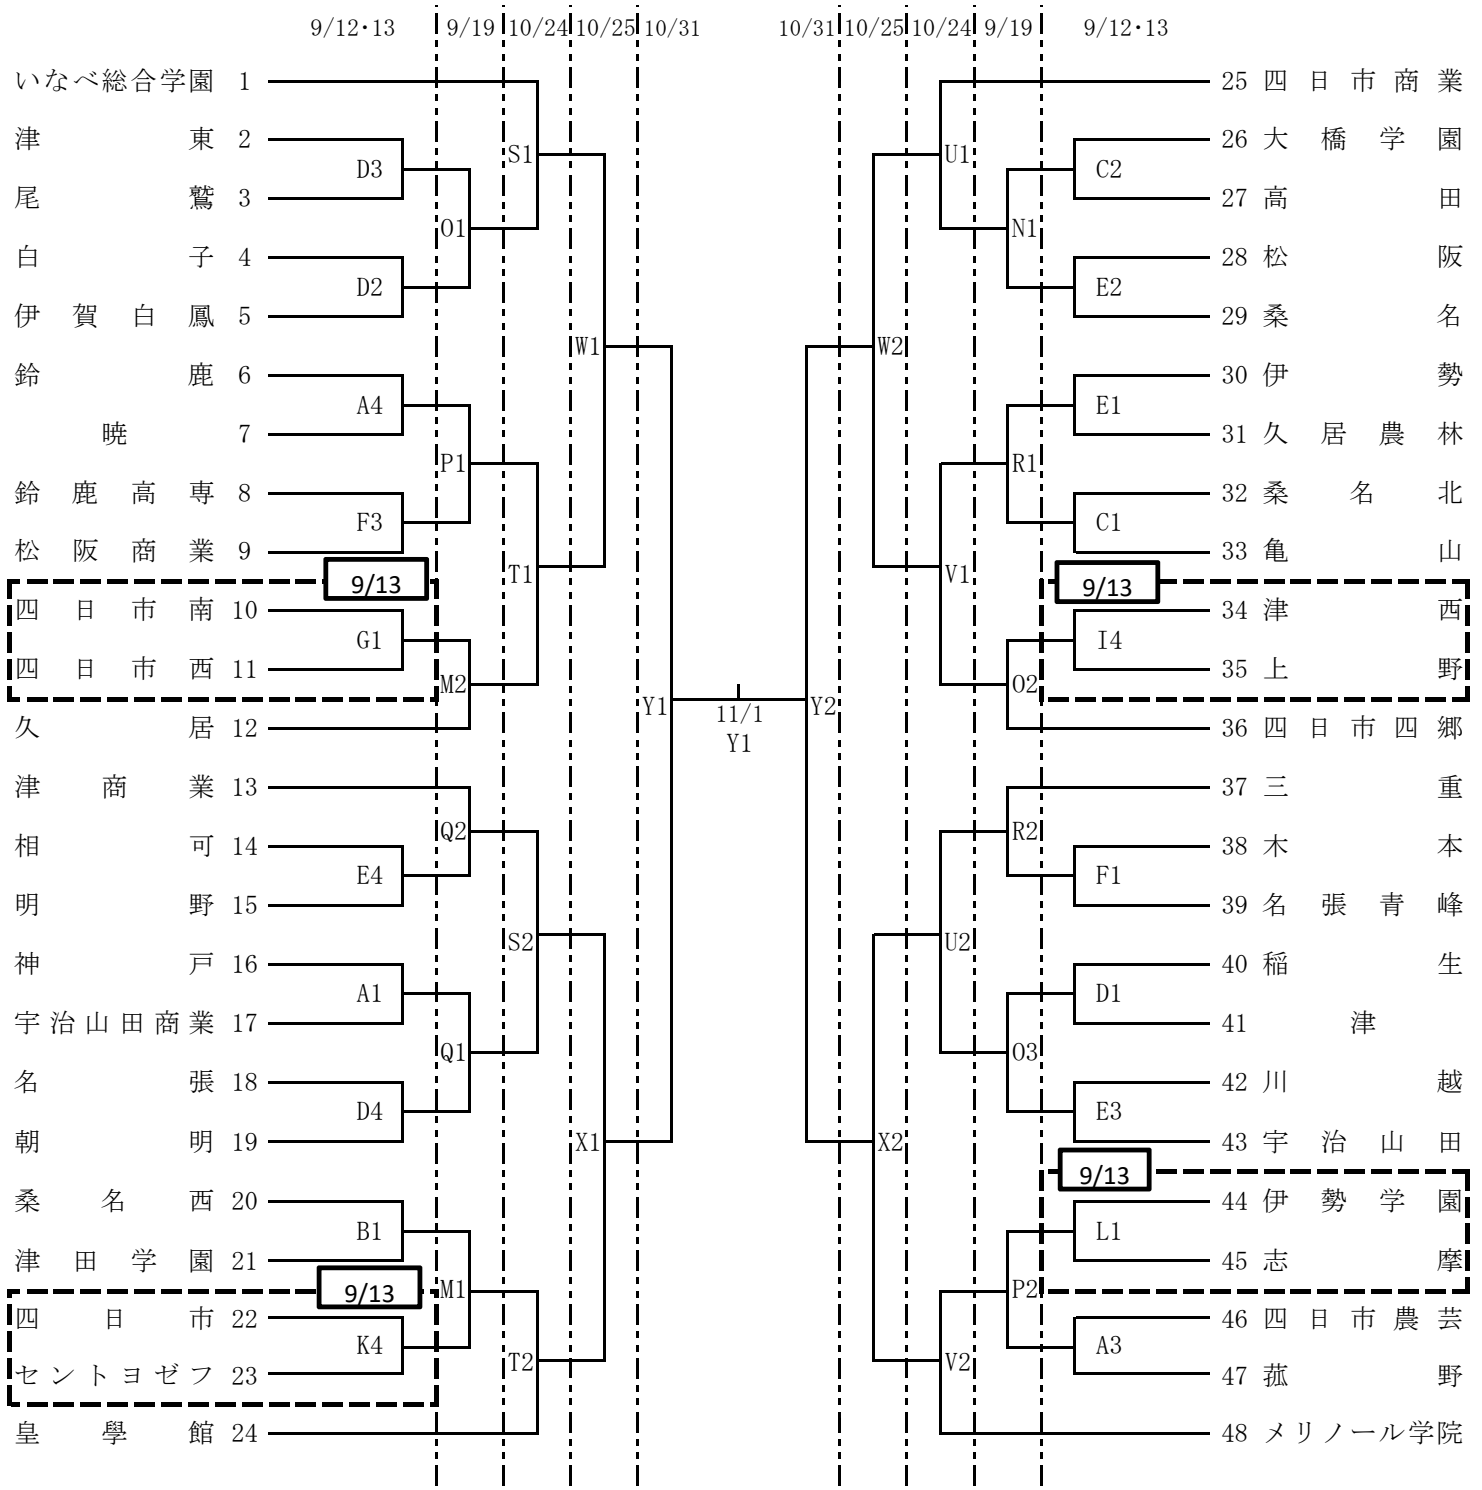 9/12・13 9/19 10/24 10/25 10/31 10/31 10/25 10/24 9/19 9/12・13
いなべ総合学園 1 25 四日市商業
津東 2 26 大橋学園
S1 U1
D3 C2
尾鷲 3 27 高田
O1 N1
白子 4 28 松阪
D2 E2
伊賀白鳳 5 29 桑名
W1 W2
鈴鹿 6 30 伊勢
A4 E1
暁 7 31 久居農林
P1 R1
鈴鹿高専 8 32 桑名北
F3 C1
松阪商業 9 33 亀山
T1 V1
9/13 9/13
四日市南 10 34 津西
G1 I4
四日市西 11 35 上野
M2 O2
Y1 11/1 Y2
久居 12 36 四日市四郷
Y1
津商業 13 37 三重
Q2 R2
相可 14 38 木本
E4 F1
明野 15 39 名張青峰
S2 U2
神戸 16 40 稲生
A1 D1
宇治山田商業 17 41 津
Q1 O3
名張 18 42 川越
D4 E3
朝明 19 43 宇治山田
X1 X2
9/13
桑名西 20 44 伊勢学園
B1 L1
津田学園 21 45 志摩
9/13
M1 P2
四日市 22 46 四日市農芸
K4 A3
T2 V2
セントヨゼフ 23 47 菰野
皇學館 24 48 メリノール学院